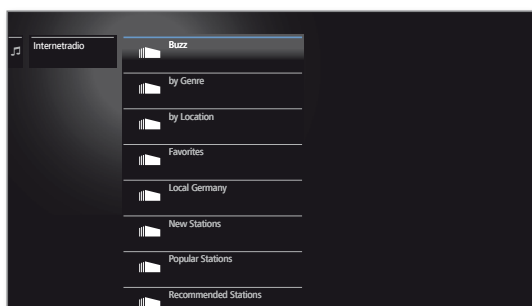 Internetradio
Buzz
by Genre
by Location
Favorites
Local Germany
New Stations
Popular Stations
Recommended Stations